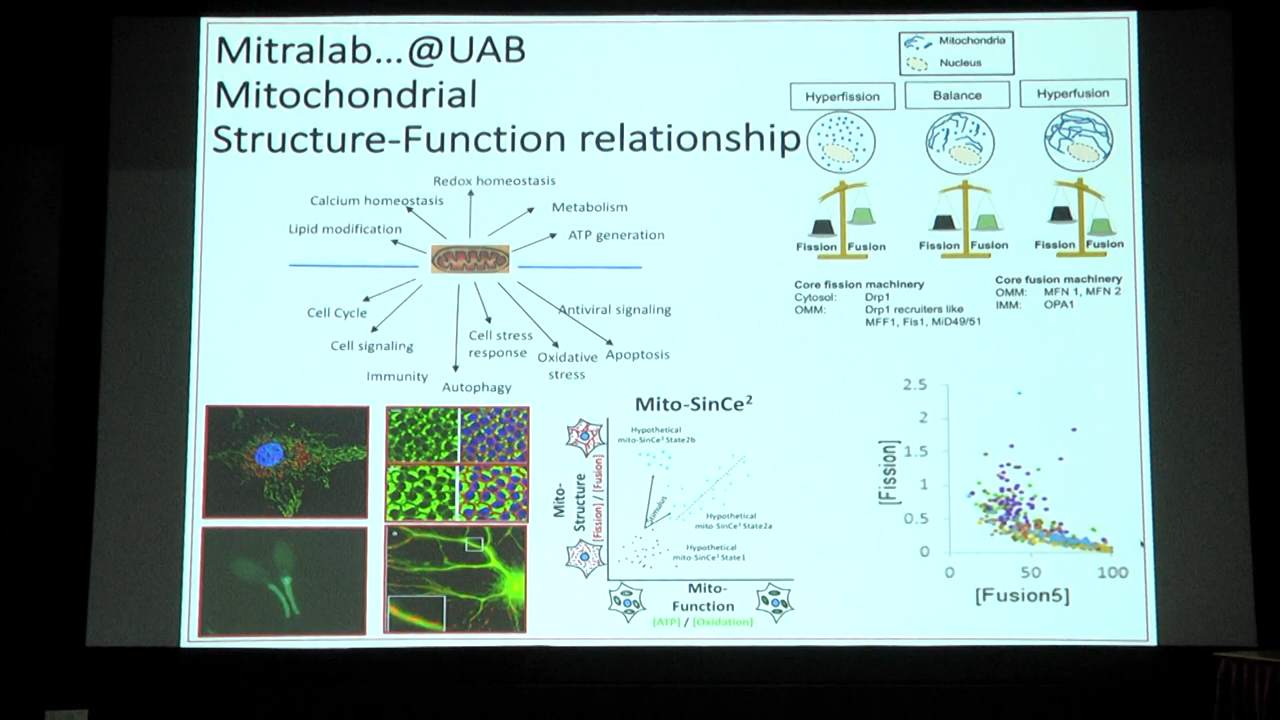 Mitralab...@UAB
Mitochondrial
Structure-Function relationship
Mitochondria
Nucleus
Hyperfission
Balance
Hyperfusion
Fission Fusion
Fission Fusion
Fission Fusion
Core fission machinery
Cytosol: Drp1
OMM: Drp1 recruiters like
MFF1, Fis1, MiD49/51
Core fusion machinery
OMM: MFN 1, MFN 2
IMM: OPA1
Redox homeostasis
Calcium homeostasis
Metabolism
Lipid modification
ATP generation
Cell Cycle
Antiviral signaling
Cell signaling
Cell stress
response
Oxidative
stress
Apoptosis
Immunity
Autophagy
Mito-SinCe²
Hypothetical
mito-SinCe² State2b
Stimulus
Hypothetical
mito-SinCe² State2a
Hypothetical
mito-SinCe² State1
Mito-
Structure
[Fission] / [Fusion]
Mito-
Function
[ATP] / [Oxidation]
[Fission]
2.5
2
1.5
1
0.5
0
0 50 100
[Fusion5]